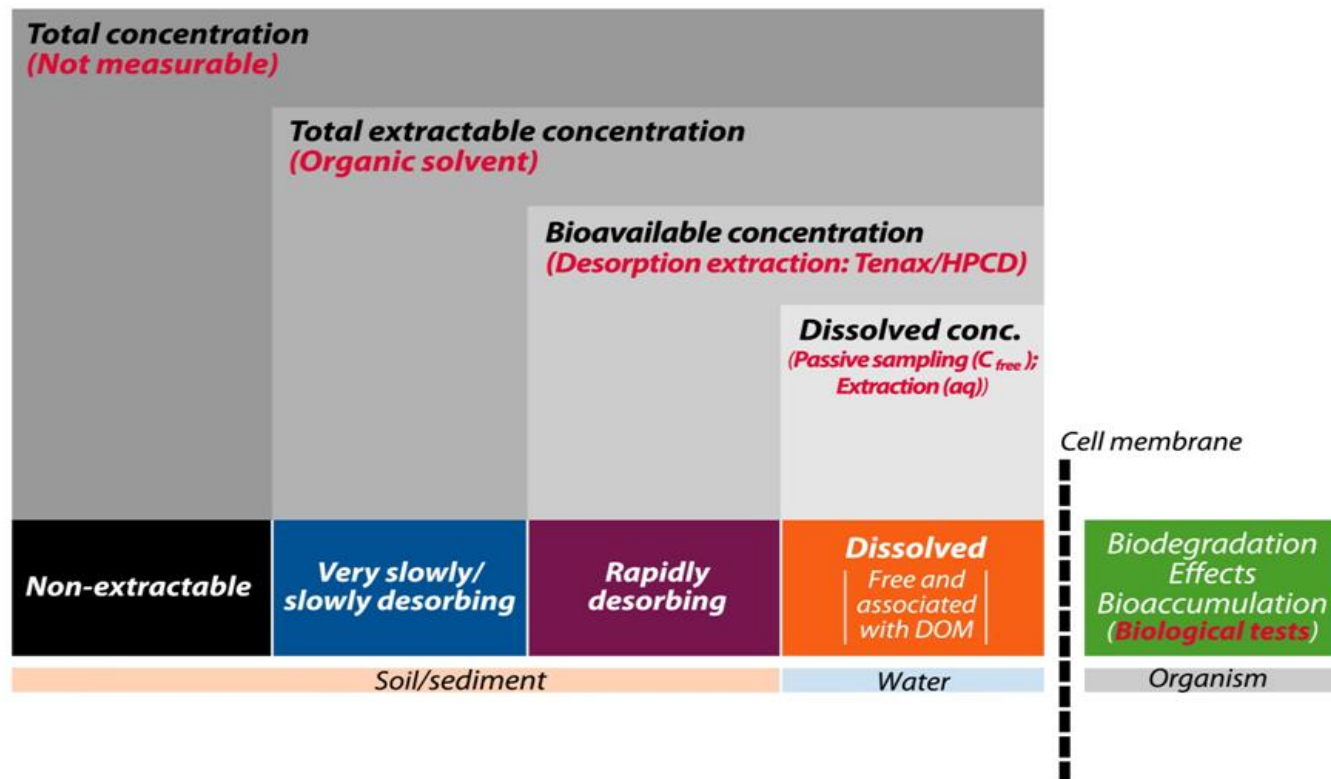 Total concentration
(Not measurable)
Total extractable concentration
(Organic solvent)
Bioavailable concentration
(Desorption extraction: Tenax/HPCD)
Dissolved conc.
(Passive sampling (C free);
Extraction (aq))
Cell membrane
Non-extractable
Very slowly/
slowly desorbing
Rapidly
desorbing
Dissolved
Free and
associated
with DOM
Biodegradation
Effects
Bioaccumulation
(Biological tests)
Soil/sediment
Water
Organism